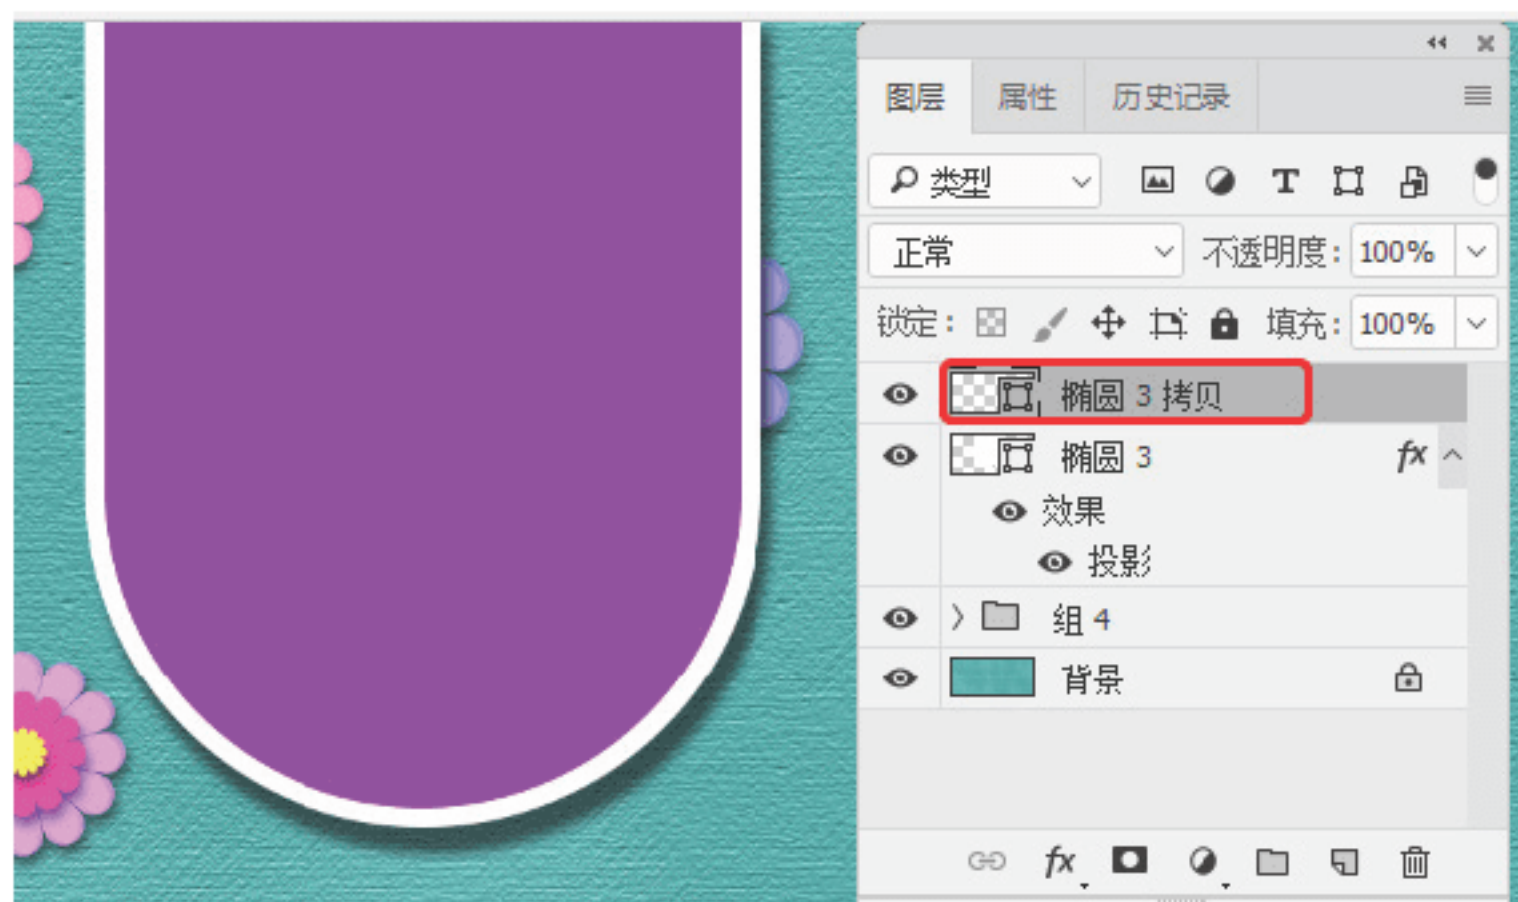 图层 属性 历史记录
类型 T
正常 不透明度: 100%
锁定: 填充: 100%
椭圆 3 拷贝
椭圆 3 fx
效果
投影
组 4
背景
fx